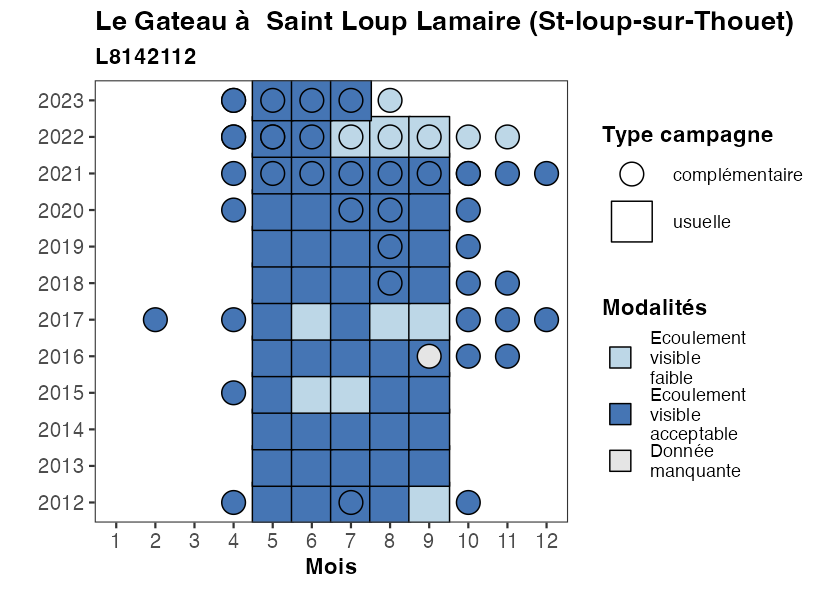 Le Gateau à  Saint Loup Lamaire (St-loup-sur-Thouet)
L8142112
2023
2022
2021
2020
2019
2018
2017
2016
2015
2014
2013
2012
1 2 3 4 5 6 7 8 9 10 11 12
Mois
Type campagne
complémentaire
usuelle
Modalités
Ecoulement
visible
faible
Ecoulement
visible
acceptable
Donnée
manquante